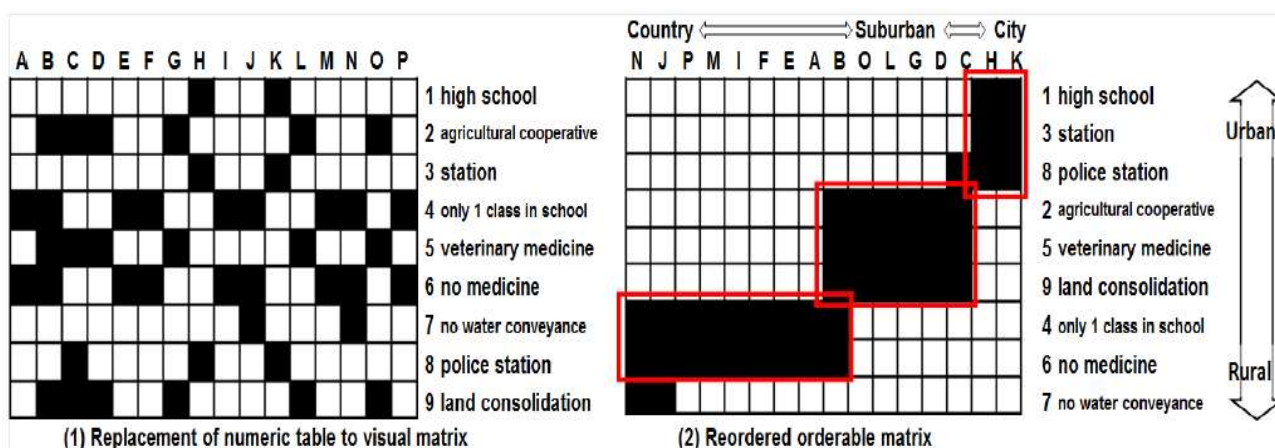 Country Suburban City
A B C D E F G H I J K L M N O P
N J P M I F E A B O L G D C H K
1 high school
2 agricultural cooperative
3 station
4 only 1 class in school
5 veterinary medicine
6 no medicine
7 no water conveyance
8 police station
9 land consolidation
1 high school
3 station
8 police station
2 agricultural cooperative
5 veterinary medicine
9 land consolidation
4 only 1 class in school
6 no medicine
7 no water conveyance
Urban
Rural
(1) Replacement of numeric table to visual matrix
(2) Reordered orderable matrix